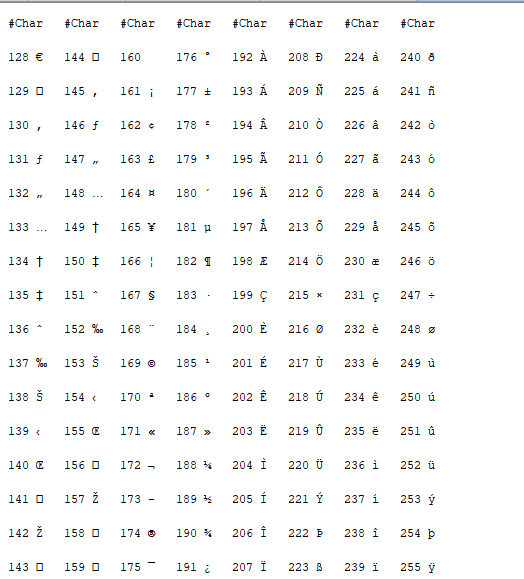 #Char #Char #Char #Char #Char #Char #Char #Char
128 € 144 □ 160 176 ° 192 À 208 Ð 224 à 240 ð
129 □ 145 ‚ 161 ¡ 177 ± 193 Á 209 Ñ 225 á 241 ñ
130 ‚ 146 ƒ 162 ¢ 178 ² 194 Â 210 Ò 226 â 242 ò
131 ƒ 147 „ 163 £ 179 ³ 195 Ã 211 Ó 227 ã 243 ó
132 „ 148 … 164 ¤ 180 ´ 196 Ä 212 Ô 228 ä 244 ô
133 … 149 † 165 ¥ 181 µ 197 Å 213 Õ 229 å 245 õ
134 † 150 ‡ 166 ¦ 182 ¶ 198 Æ 214 Ö 230 æ 246 ö
135 ‡ 151 ˆ 167 § 183 · 199 Ç 215 × 231 ç 247 ÷
136 ˆ 152 ‰ 168 ¨ 184 ¸ 200 È 216 Ø 232 è 248 ø
137 ‰ 153 Š 169 © 185 ¹ 201 É 217 Ù 233 é 249 ù
138 Š 154 ‹ 170 ª 186 º 202 Ê 218 Ú 234 ê 250 ú
139 ‹ 155 Œ 171 « 187 » 203 Ë 219 Û 235 ë 251 û
140 Œ 156 □ 172 ¬ 188 ¼ 204 Ì 220 Ü 236 ì 252 ü
141 □ 157 Ž 173 - 189 ½ 205 Í 221 Ý 237 í 253 ý
142 Ž 158 □ 174 ® 190 ¾ 206 Î 222 Þ 238 î 254 þ
143 □ 159 □ 175 ¯ 191 ¿ 207 Ï 223 ß 239 ï 255 ÿ